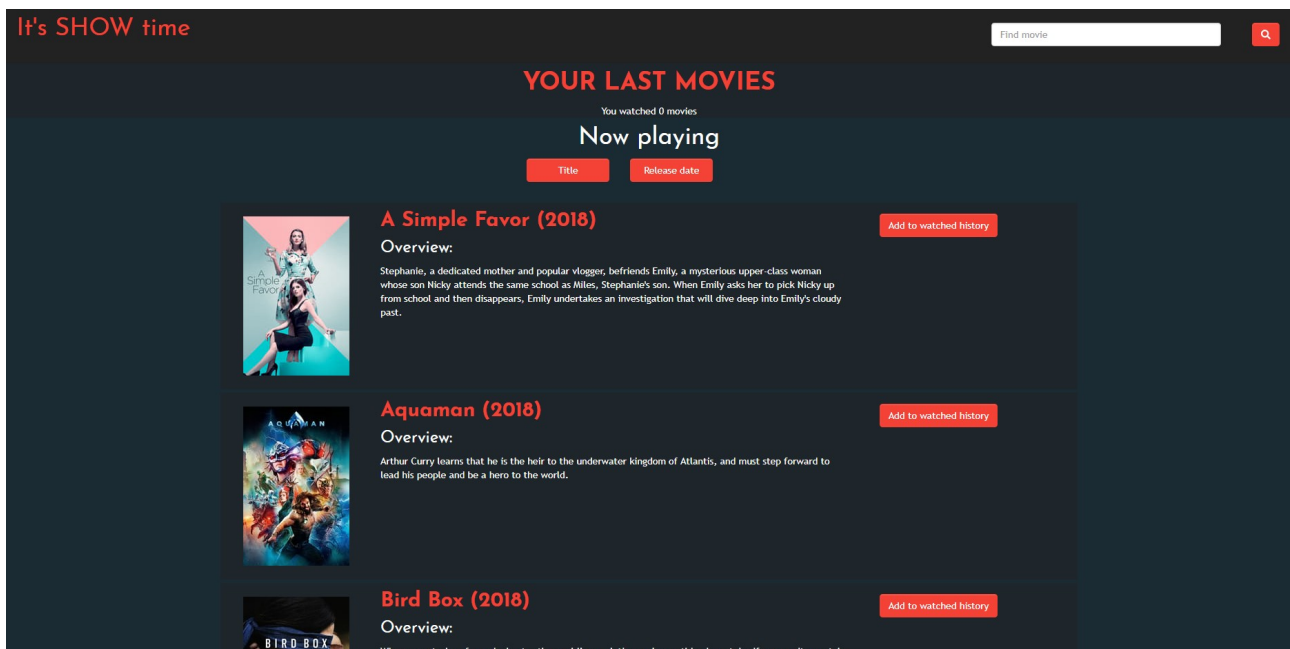 It's SHOW time
Find movie
YOUR LAST MOVIES
You watched 0 movies
Now playing
Title
Release date
A Simple Favor
A Simple Favor (2018)
Add to watched history
Overview:
Stephanie, a dedicated mother and popular vlogger, befriends Emily, a mysterious upper-class woman
whose son Nicky attends the same school as Miles, Stephanie's son. When Emily asks her to pick Nicky up
from school and then disappears, Emily undertakes an investigation that will dive deep into Emily's cloudy
past.
AQUAMAN
Aquaman (2018)
Add to watched history
Overview:
Arthur Curry learns that he is the heir to the underwater kingdom of Atlantis, and must step forward to
lead his people and be a hero to the world.
BIRD BOX
Bird Box (2018)
Add to watched history
Overview: